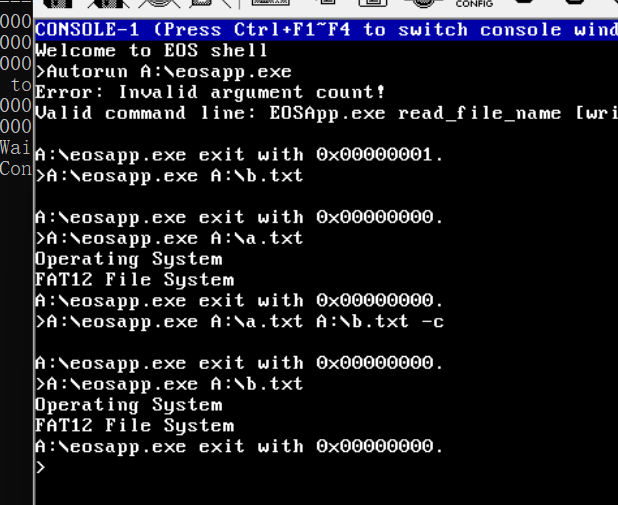 CONFIG
CONSOLE-1 (Press Ctrl+F1~F4 to switch console wind
Welcome to EOS shell
>Autorun A:\eosapp.exe
Error: Invalid argument count!
Valid command line: EOSApp.exe read_file_name [wri
A:\eosapp.exe exit with 0x00000001.
>A:\eosapp.exe A:\b.txt
A:\eosapp.exe exit with 0x00000000.
>A:\eosapp.exe A:\a.txt
Operating System
FAT12 File System
A:\eosapp.exe exit with 0x00000000.
>A:\eosapp.exe A:\a.txt A:\b.txt -c
A:\eosapp.exe exit with 0x00000000.
>A:\eosapp.exe A:\b.txt
Operating System
FAT12 File System
A:\eosapp.exe exit with 0x00000000.
>
000
000
000
to
000
000
Wai
Con